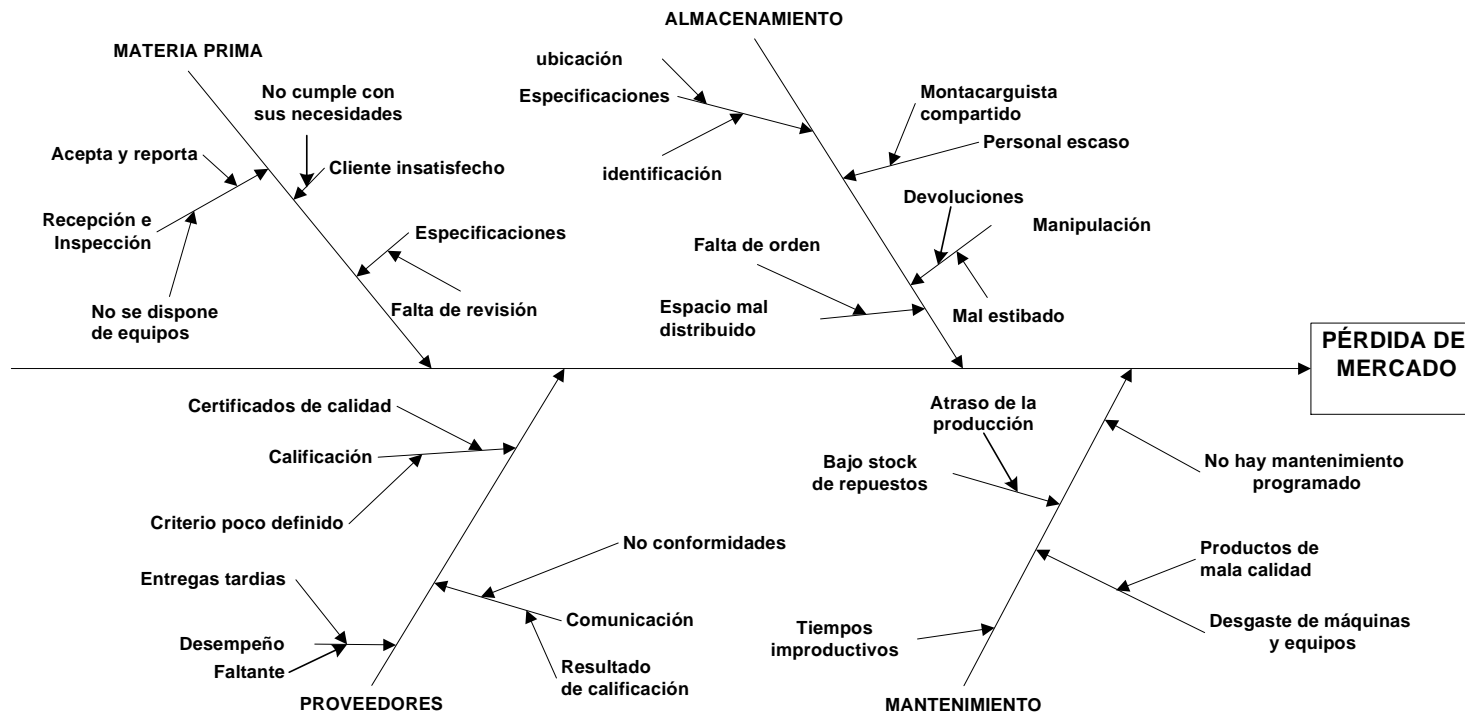 ALMACENAMIENTO
MATERIA PRIMA
ubicación
No cumple con
sus necesidades
Especificaciones
Montacarguista
compartido
Acepta y reporta
Cliente insatisfecho
identificación
Personal escaso
Devoluciones
Recepción e
Inspección
Especificaciones
Falta de orden
Manipulación
No se dispone
de equipos
Falta de revisión
Espacio mal
distribuido
Mal estibado
PÉRDIDA DE
MERCADO
Certificados de calidad
Atraso de la
producción
Calificación
Bajo stock
de repuestos
No hay mantenimiento
programado
Criterio poco definido
No conformidades
Productos de
mala calidad
Entregas tardias
Comunicación
Desgaste de máquinas
y equipos
Desempeño
Faltante
Tiempos
improductivos
Resultado
de calificación
PROVEEDORES
MANTENIMIENTO